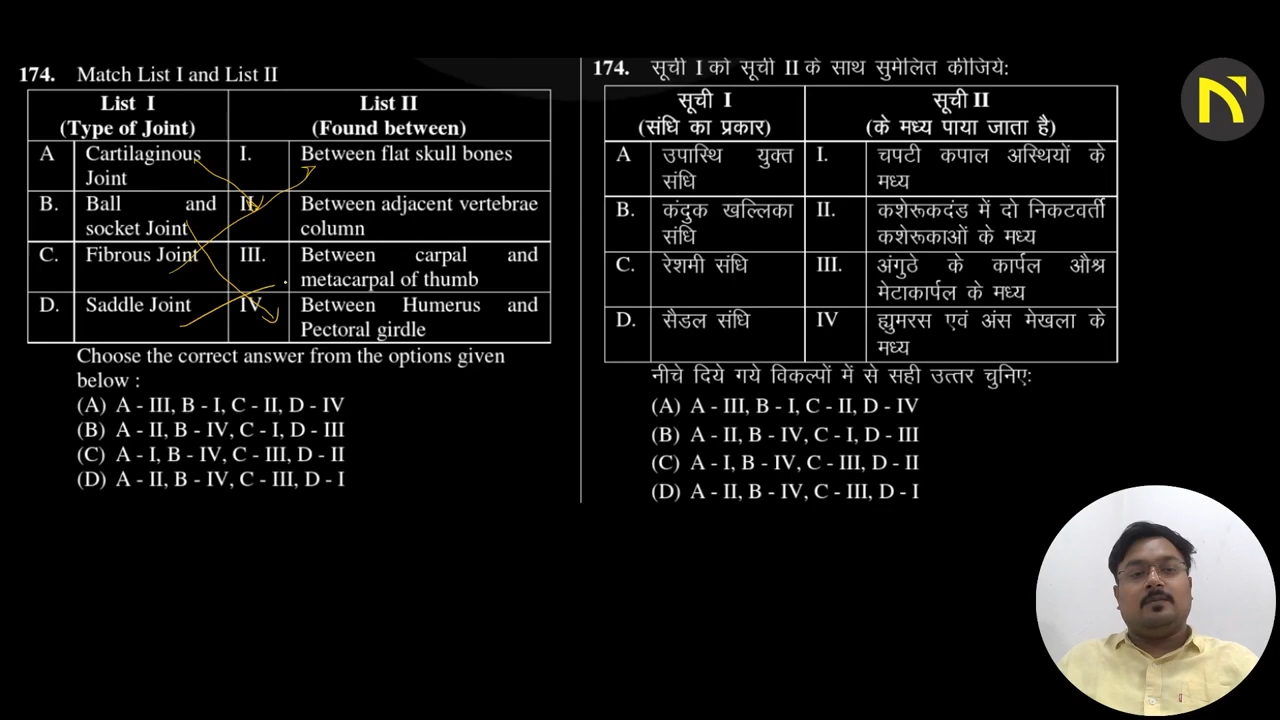 174. Match List I and List II
List I List II
(Type of Joint) (Found between)
A Cartilaginous I. Between flat skull bones
Joint
B. Ball and II. Between adjacent vertebrae
socket Joint column
C. Fibrous Joint III. Between carpal and
metacarpal of thumb
D. Saddle Joint IV. Between Humerus and
Pectoral girdle
Choose the correct answer from the options given
below :
(A) A - III, B - I, C - II, D - IV
(B) A - II, B - IV, C - I, D - III
(C) A - I, B - IV, C - III, D - II
(D) A - II, B - IV, C - III, D - I
174. सूची I को सूची II के साथ सुमेलित कीजिये:
सूची I सूची II
(संधि का प्रकार) (के मध्य पाया जाता है)
A उपास्थि युक्त I. चपटी कपाल अस्थियों के
संधि मध्य
B. कंदुक खल्लिका II. कशेरूकदंड में दो निकटवर्ती
संधि कशेरूकाओं के मध्य
C. रेशमी संधि III. अंगुठे के कार्पल औश्र
मेटाकार्पल के मध्य
D. सैडल संधि IV ह्युमरस एवं अंस मेखला के
मध्य
नीचे दिये गये विकल्पों में से सही उत्तर चुनिए:
(A) A - III, B - I, C - II, D - IV
(B) A - II, B - IV, C - I, D - III
(C) A - I, B - IV, C - III, D - II
(D) A - II, B - IV, C - III, D - I